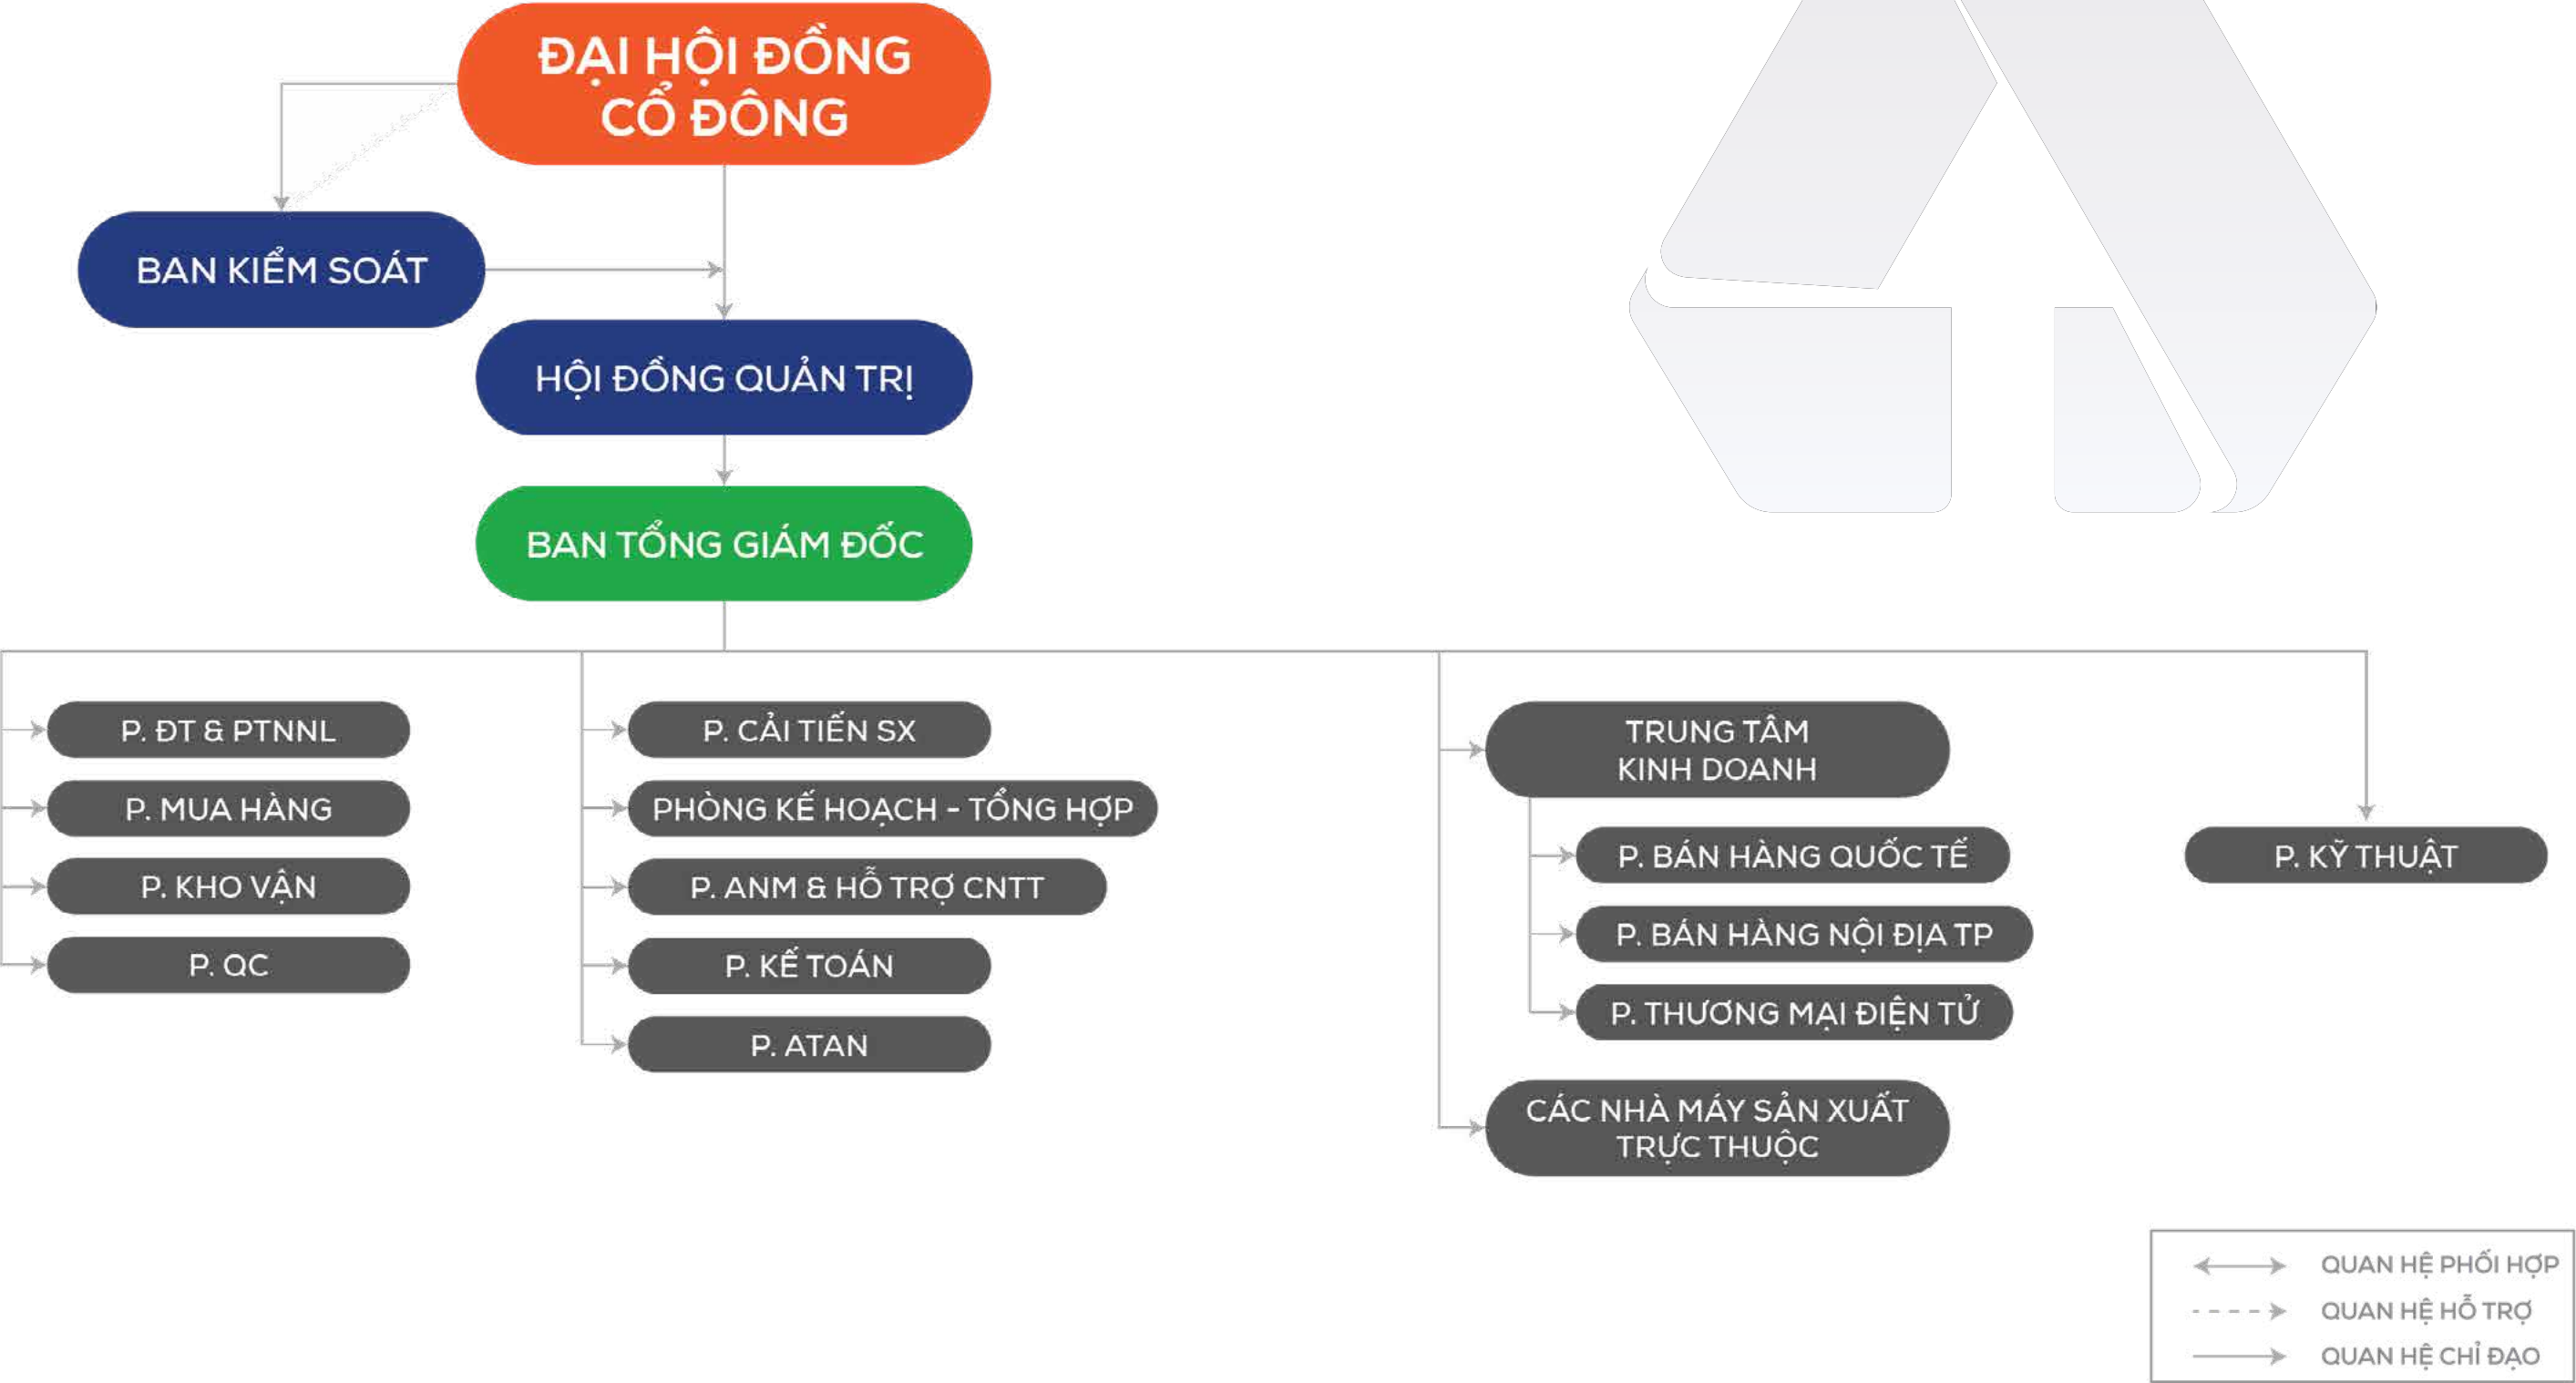 ĐẠI HỘI ĐỒNG
CỔ ĐÔNG
BAN KIỂM SOÁT
HỘI ĐỒNG QUẢN TRỊ
BAN TỔNG GIÁM ĐỐC
P. ĐT & PTNNL
P. MUA HÀNG
P. KHO VẬN
P. QC
P. CẢI TIẾN SX
PHÒNG KẾ HOẠCH - TỔNG HỢP
P. ANM & HỖ TRỢ CNTT
P. KẾ TOÁN
P. ATAN
TRUNG TÂM
KINH DOANH
P. BÁN HÀNG QUỐC TẾ
P. BÁN HÀNG NỘI ĐỊA TP
P. THƯƠNG MẠI ĐIỆN TỬ
CÁC NHÀ MÁY SẢN XUẤT
TRỰC THUỘC
P. KỸ THUẬT
QUAN HỆ PHỐI HỢP
QUAN HỆ HỖ TRỢ
QUAN HỆ CHỈ ĐẠO